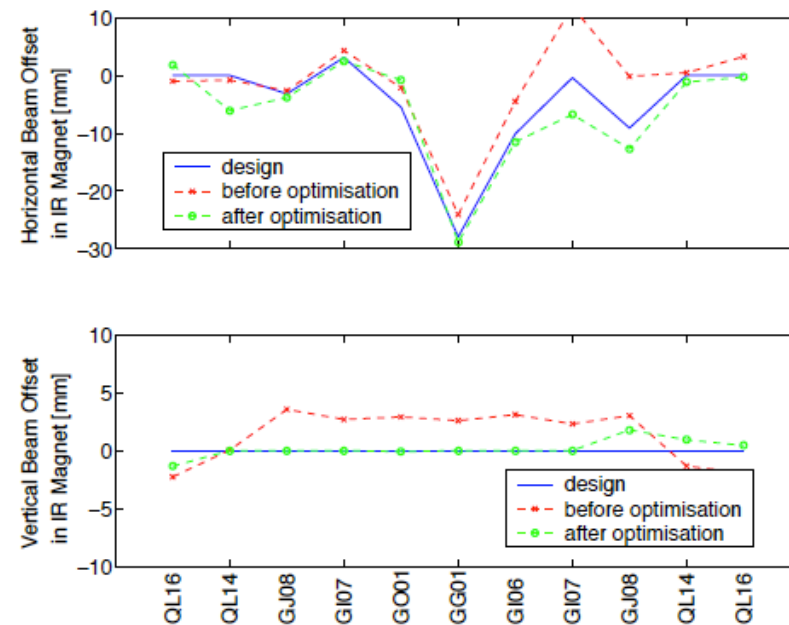 Horizontal Beam Offset
in IR Magnet [mm]
10
0
−10
−20
−30
design
before optimisation
after optimisation
Vertical Beam Offset
in IR Magnet [mm]
10
5
0
−5
−10
design
before optimisation
after optimisation
QL16
QL14
GJ08
GI07
GO01
GG01
GI06
GI07
GJ08
QL14
QL16